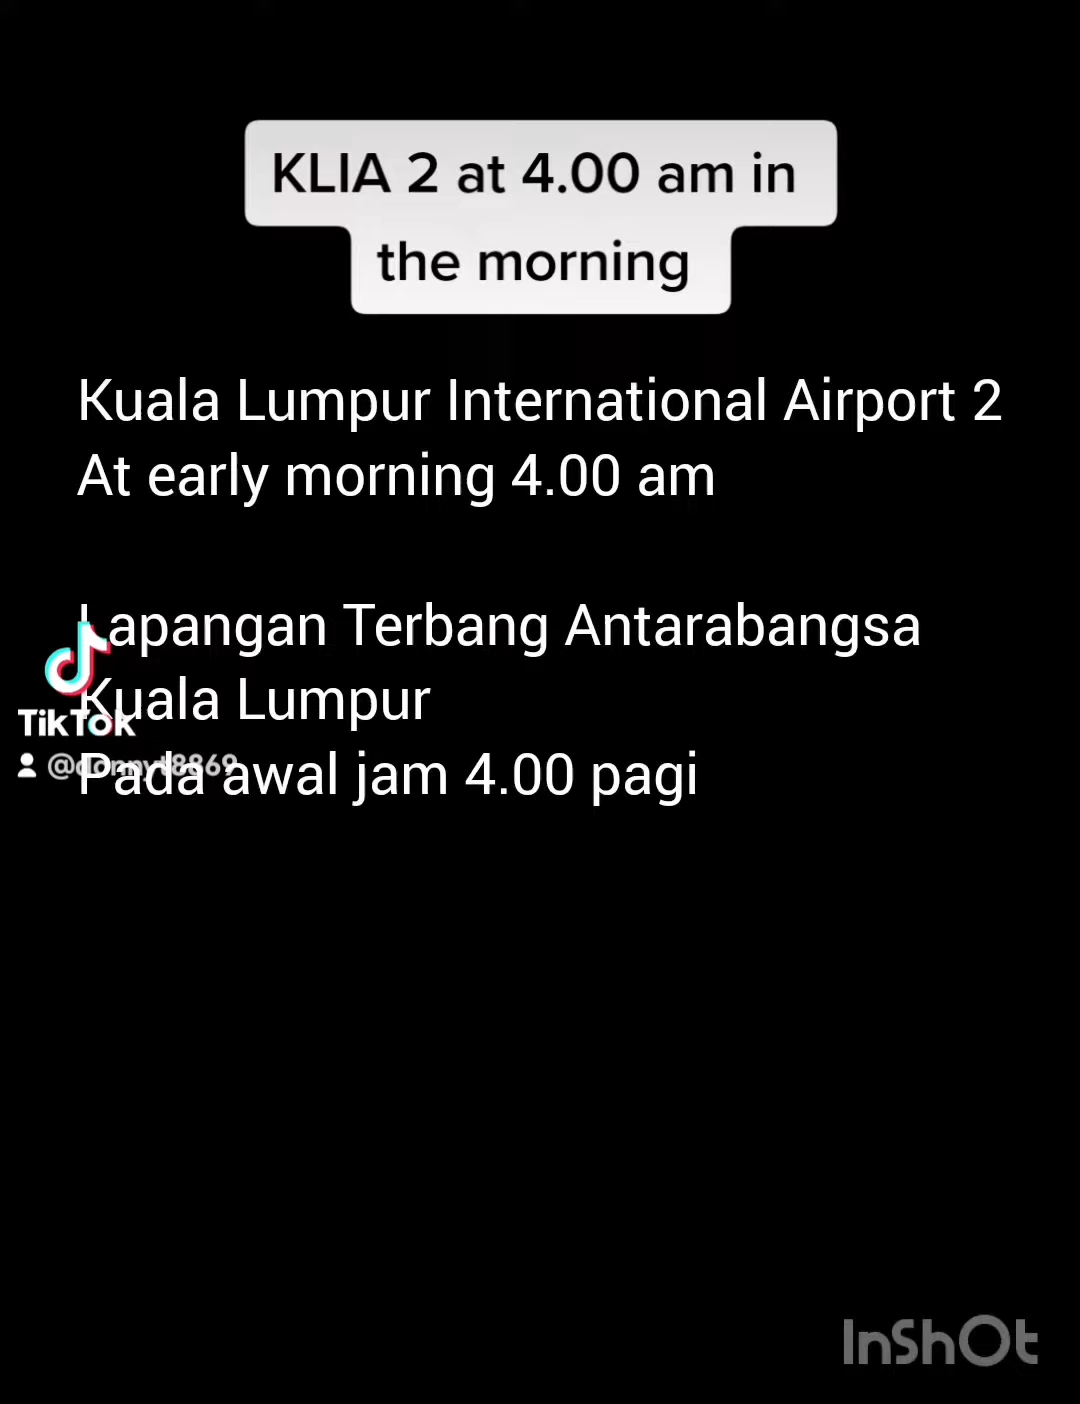 KLIA 2 at 4.00 am in
the morning
Kuala Lumpur International Airport 2
At early morning 4.00 am
Lapangan Terbang Antarabangsa
Kuala Lumpur
Pada awal jam 4.00 pagi
TikTok
@donnyt8869
InShOt